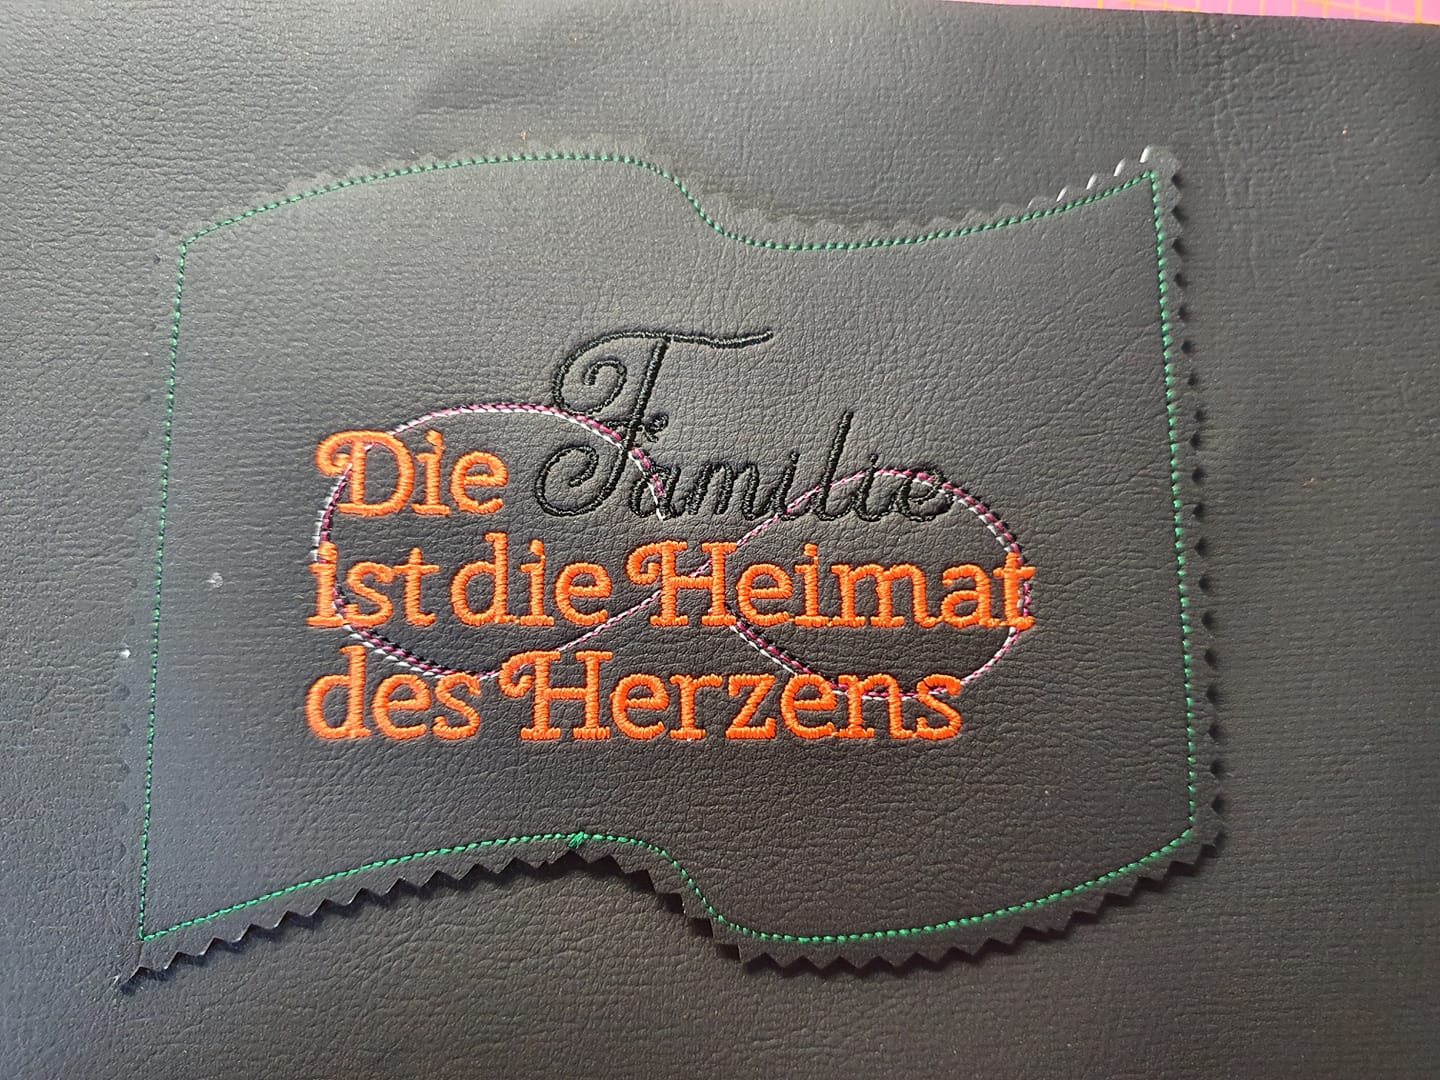 Die Familie
ist die Heimat
des Herzens